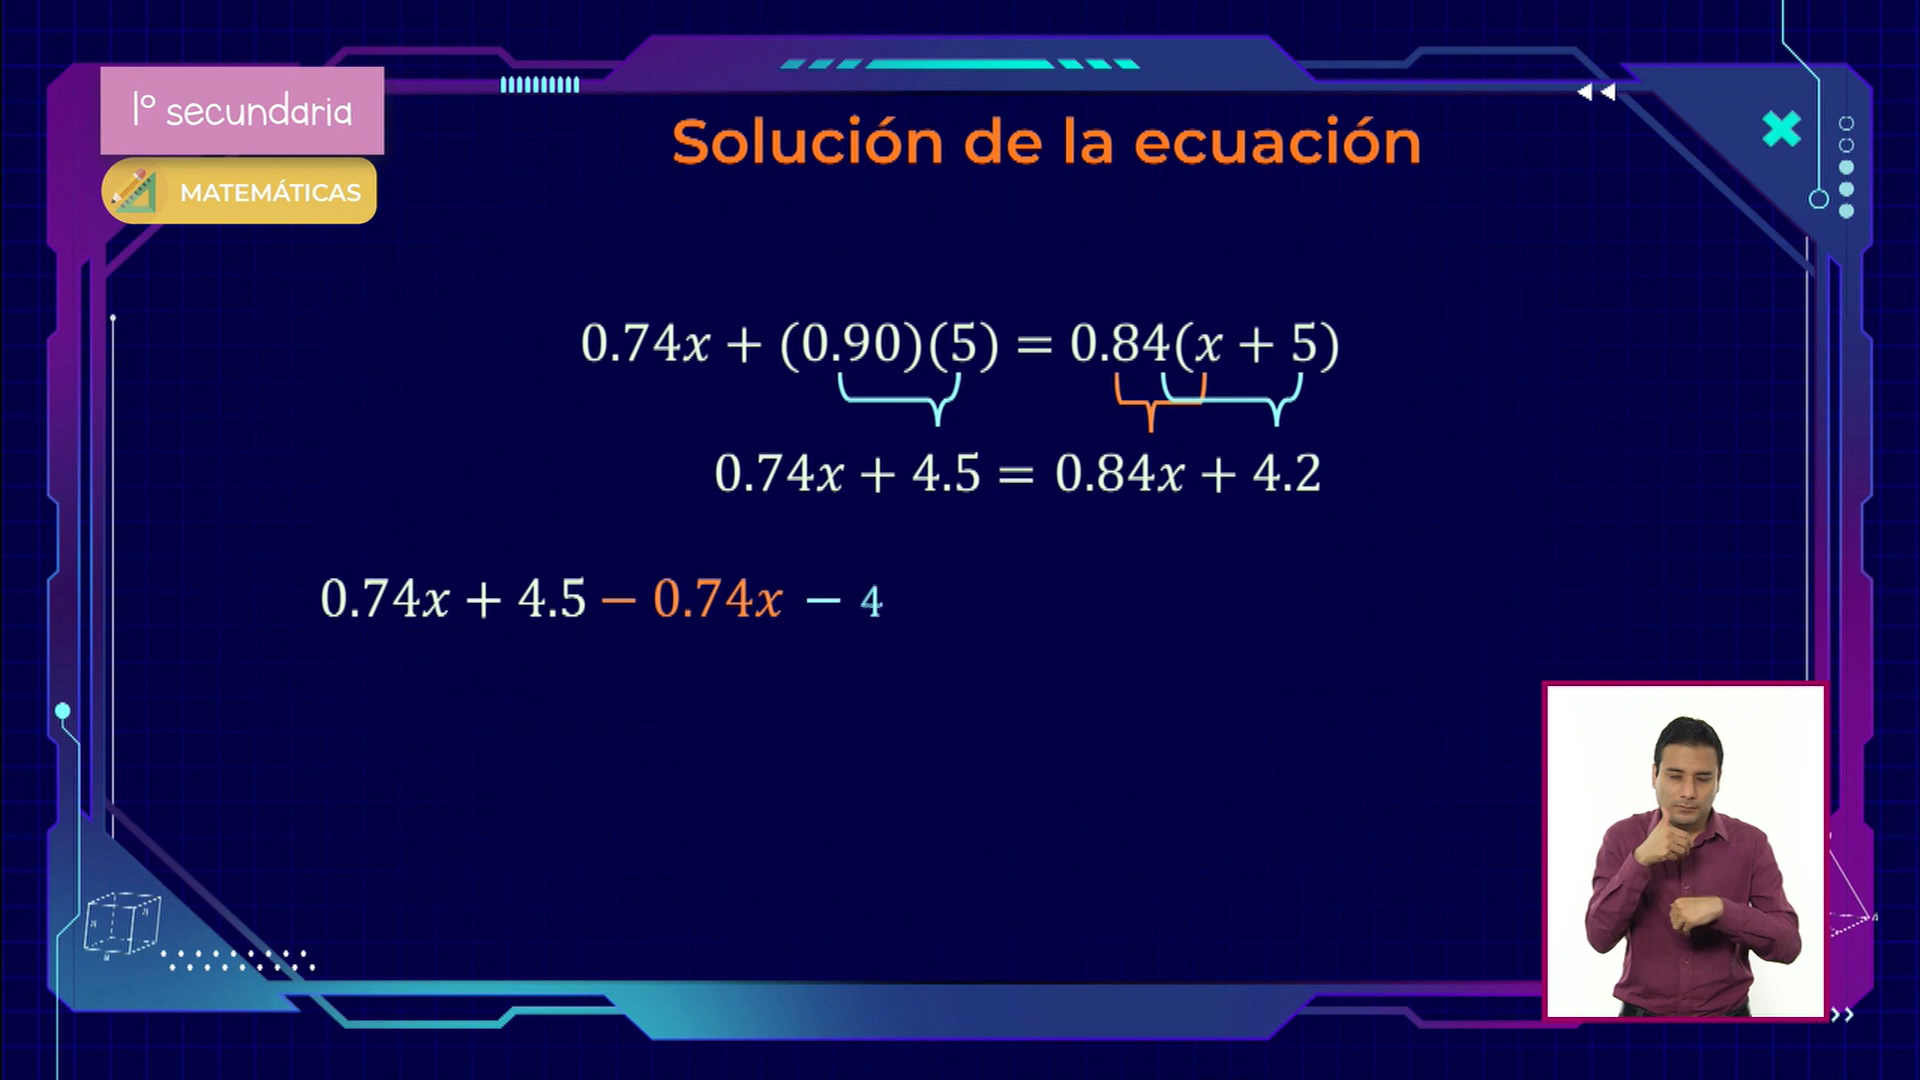 1° secundaria
MATEMÁTICAS
Solución de la ecuación
0.74x + (0.90)(5) = 0.84(x + 5)
0.74x + 4.5 = 0.84x + 4.2
0.74x + 4.5 − 0.74x − 4